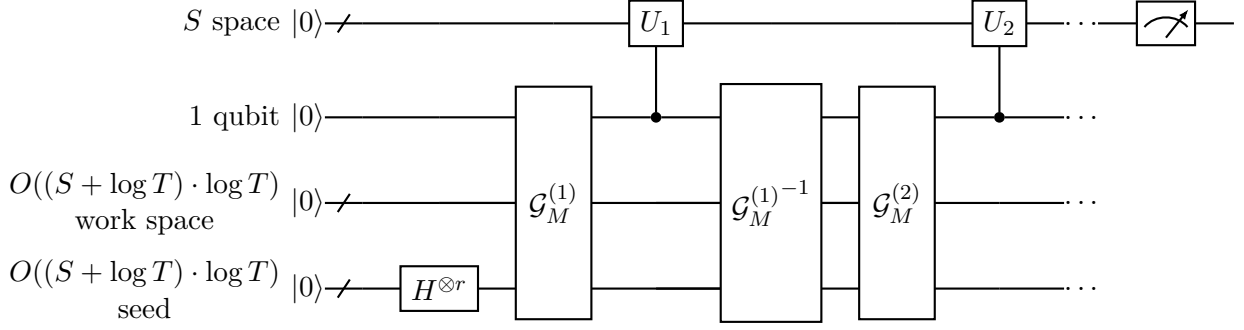 S space |0⟩ U_1 U_2 ···
1 qubit |0⟩ ···
O((S + log T) · log T)
work space
|0⟩ 𝒢_M^{(1)} 𝒢_M^{(1)^{-1}} 𝒢_M^{(2)} ···
O((S + log T) · log T)
seed
|0⟩ H^{⊗r} ···